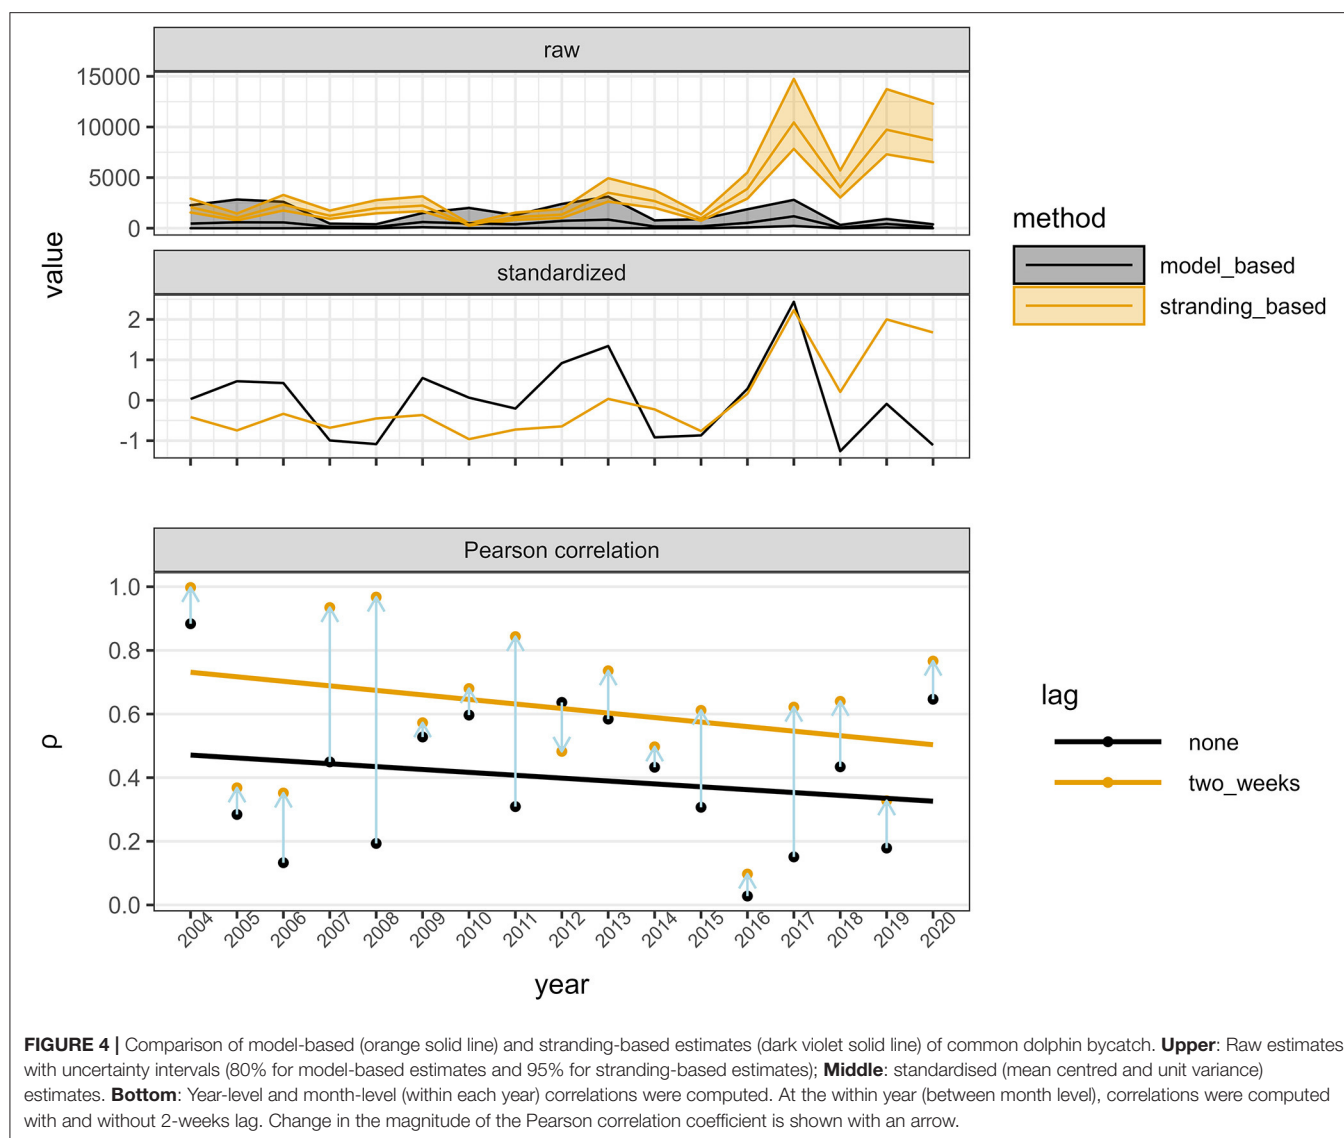 raw
15000
10000
5000
0
value
standardized
2
1
0
-1
method
model_based
stranding_based
Pearson correlation
1.0
0.8
0.6
0.4
0.2
0.0
ρ
2004 2005 2006 2007 2008 2009 2010 2011 2012 2013 2014 2015 2016 2017 2018 2019 2020
year
lag
none
two_weeks
FIGURE 4 | Comparison of model-based (orange solid line) and stranding-based estimates (dark violet solid line) of common dolphin bycatch. Upper: Raw estimates
with uncertainty intervals (80% for model-based estimates and 95% for stranding-based estimates); Middle: standardised (mean centred and unit variance)
estimates. Bottom: Year-level and month-level (within each year) correlations were computed. At the within year (between month level), correlations were computed
with and without 2-weeks lag. Change in the magnitude of the Pearson correlation coefficient is shown with an arrow.